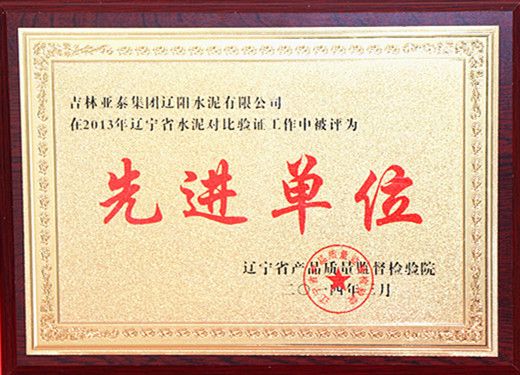 吉林亚泰集团辽阳水泥有限公司
在2013年辽宁省水泥对比验证工作中被评为
先进单位
辽宁省产品质量监督检验院
二〇一四年三月